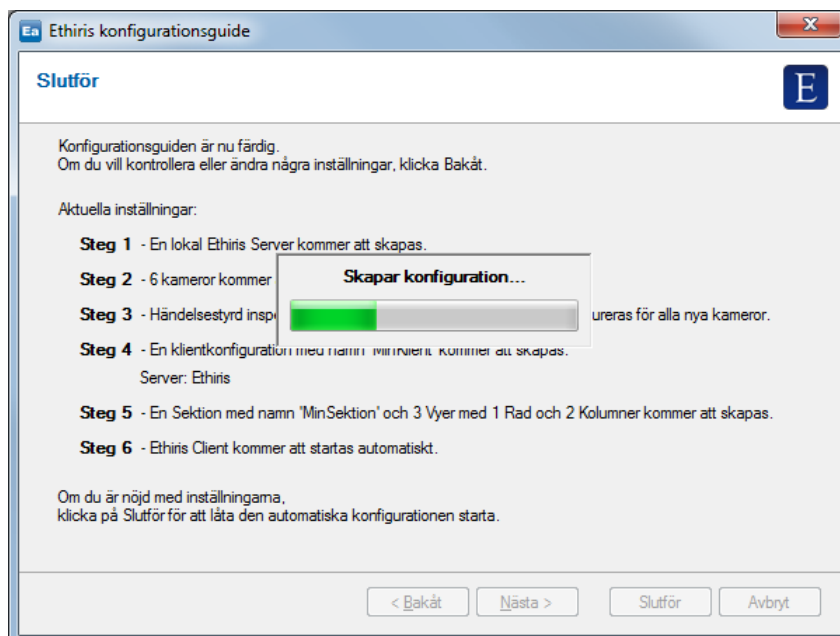 Ea Ethiris konfigurationsguide
Slutför
E
Konfigurationsguiden är nu färdig.
Om du vill kontrollera eller ändra några inställningar, klicka Bakåt.
Aktuella inställningar:
Steg 1 - En lokal Ethiris Server kommer att skapas.
Steg 2 - 6 kameror kommer
Skapar konfiguration...
Steg 3 - Händelsestyrd
för alla nya kameror.
Steg 4 - En klientkonfiguration med namn 'MinKlient' kommer att skapas.
Server: Ethiris
Steg 5 - En Sektion med namn 'MinSektion' och 3 Vyer med 1 Rad och 2 Kolumner kommer att skapas.
Steg 6 - Ethiris Client kommer att startas automatiskt.
Om du är nöjd med inställningarna,
klicka på Slutför för att låta den automatiska konfigurationen starta.
< Bakåt
Nästa >
Slutför
Avbryt